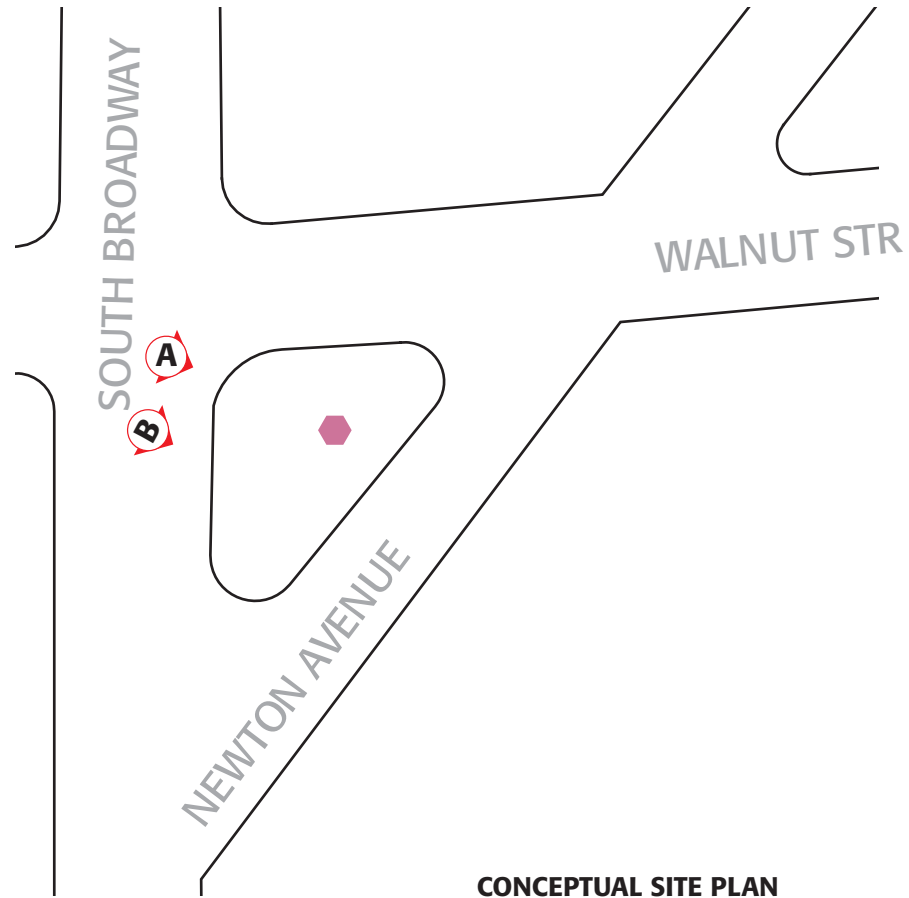 SOUTH BROADWAY
WALNUT STR
A
B
NEWTON AVENUE
CONCEPTUAL SITE PLAN